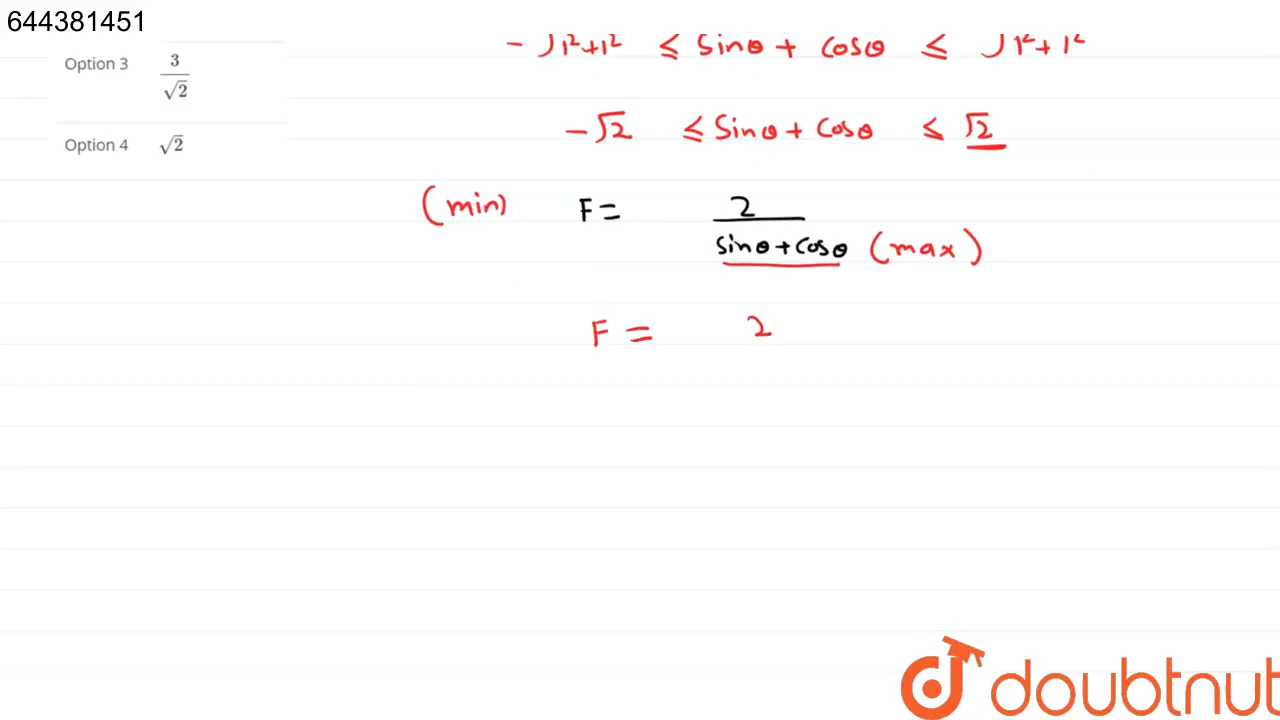 644381451
Option 3 3/√2
Option 4 √2
- √1²+1² ≤ Sinθ + Cosθ ≤ √1²+1²
-√2 ≤ Sinθ + Cosθ ≤ √2
(min) F = 2/(Sinθ+Cosθ) (max)
F = 2
doubtnut